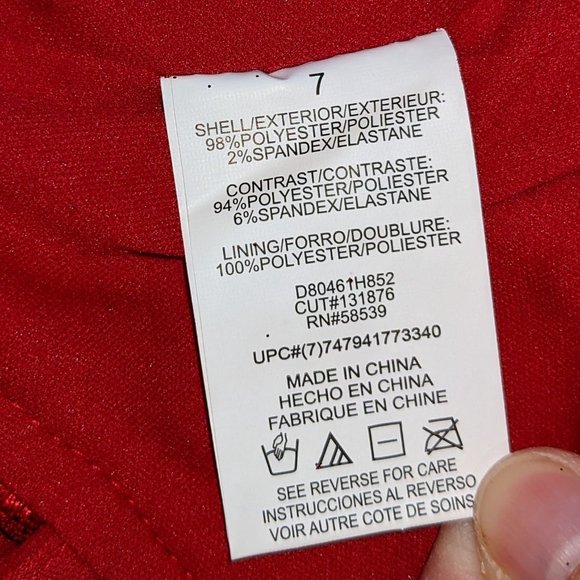 7
SHELL/EXTERIOR/EXTERIEUR:
98%POLYESTER/POLIESTER
2%SPANDEX/ELASTANE
CONTRAST/CONTRASTE:
94%POLYESTER/POLIESTER
6%SPANDEX/ELASTANE
LINING/FORRO/DOUBLURE:
100%POLYESTER/POLIESTER
D80461H852
CUT#131876
RN#58539
UPC#(7)747941773340
MADE IN CHINA
HECHO EN CHINA
FABRIQUE EN CHINE
SEE REVERSE FOR CARE
INSTRUCCIONES AL REVERSO
VOIR AUTRE COTE DE SOINS